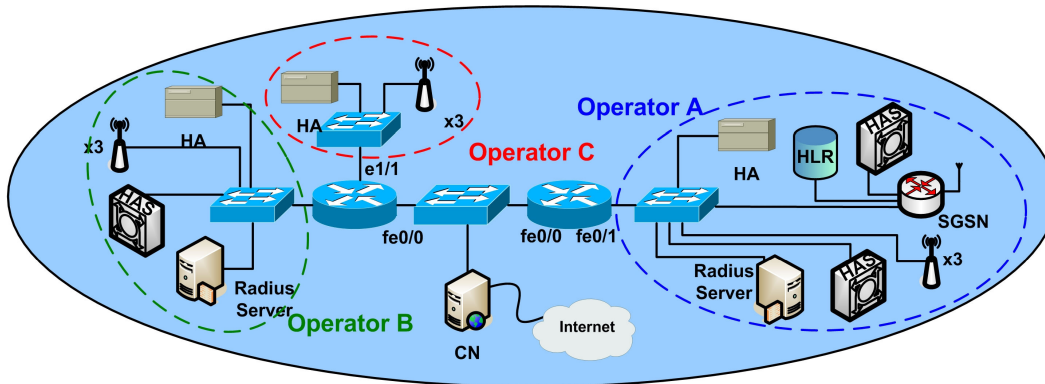 Operator A
HAS
HA
x3
HA
x3
HLR
Operator C
HA
e1/1
SGSN
HAS
fe0/0
fe0/0
fe0/1
x3
Radius
Server
Radius
Server
HAS
Operator B
Internet
CN